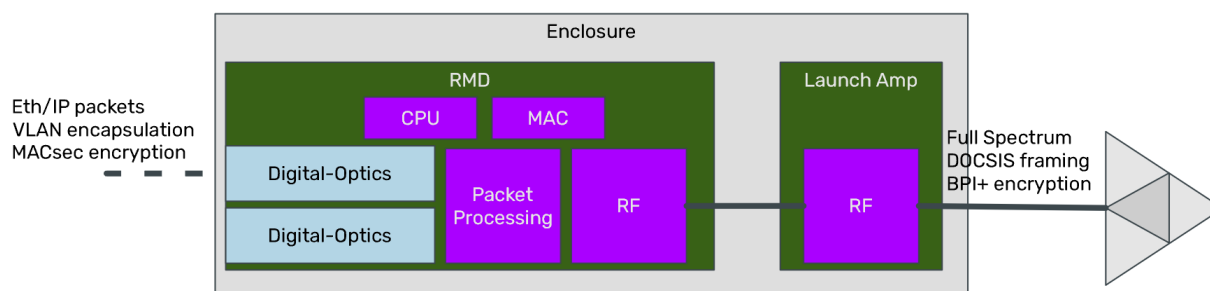 Enclosure
RMD
Launch Amp
CPU
MAC
Eth/IP packets
VLAN encapsulation
MACsec encryption
Digital-Optics
Digital-Optics
Packet
Processing
RF
RF
Full Spectrum
DOCSIS framing
BPI+ encryption